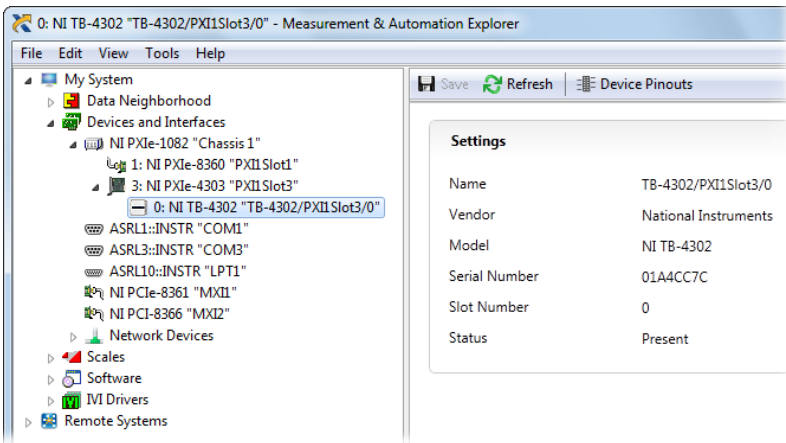 0: NI TB-4302 "TB-4302/PXI1Slot3/0" - Measurement & Automation Explorer
File Edit View Tools Help
My System
Data Neighborhood
Devices and Interfaces
NI PXIe-1082 "Chassis 1"
1: NI PXIe-8360 "PXI1Slot1"
3: NI PXIe-4303 "PXI1Slot3"
0: NI TB-4302 "TB-4302/PXI1Slot3/0"
ASRL1::INSTR "COM1"
ASRL3::INSTR "COM3"
ASRL10::INSTR "LPT1"
NI PCIe-8361 "MXI1"
NI PCI-8366 "MXI2"
Network Devices
Scales
Software
IVI Drivers
Remote Systems
Save Refresh Device Pinouts
Settings
Name TB-4302/PXI1Slot3/0
Vendor National Instruments
Model NI TB-4302
Serial Number 01A4CC7C
Slot Number 0
Status Present